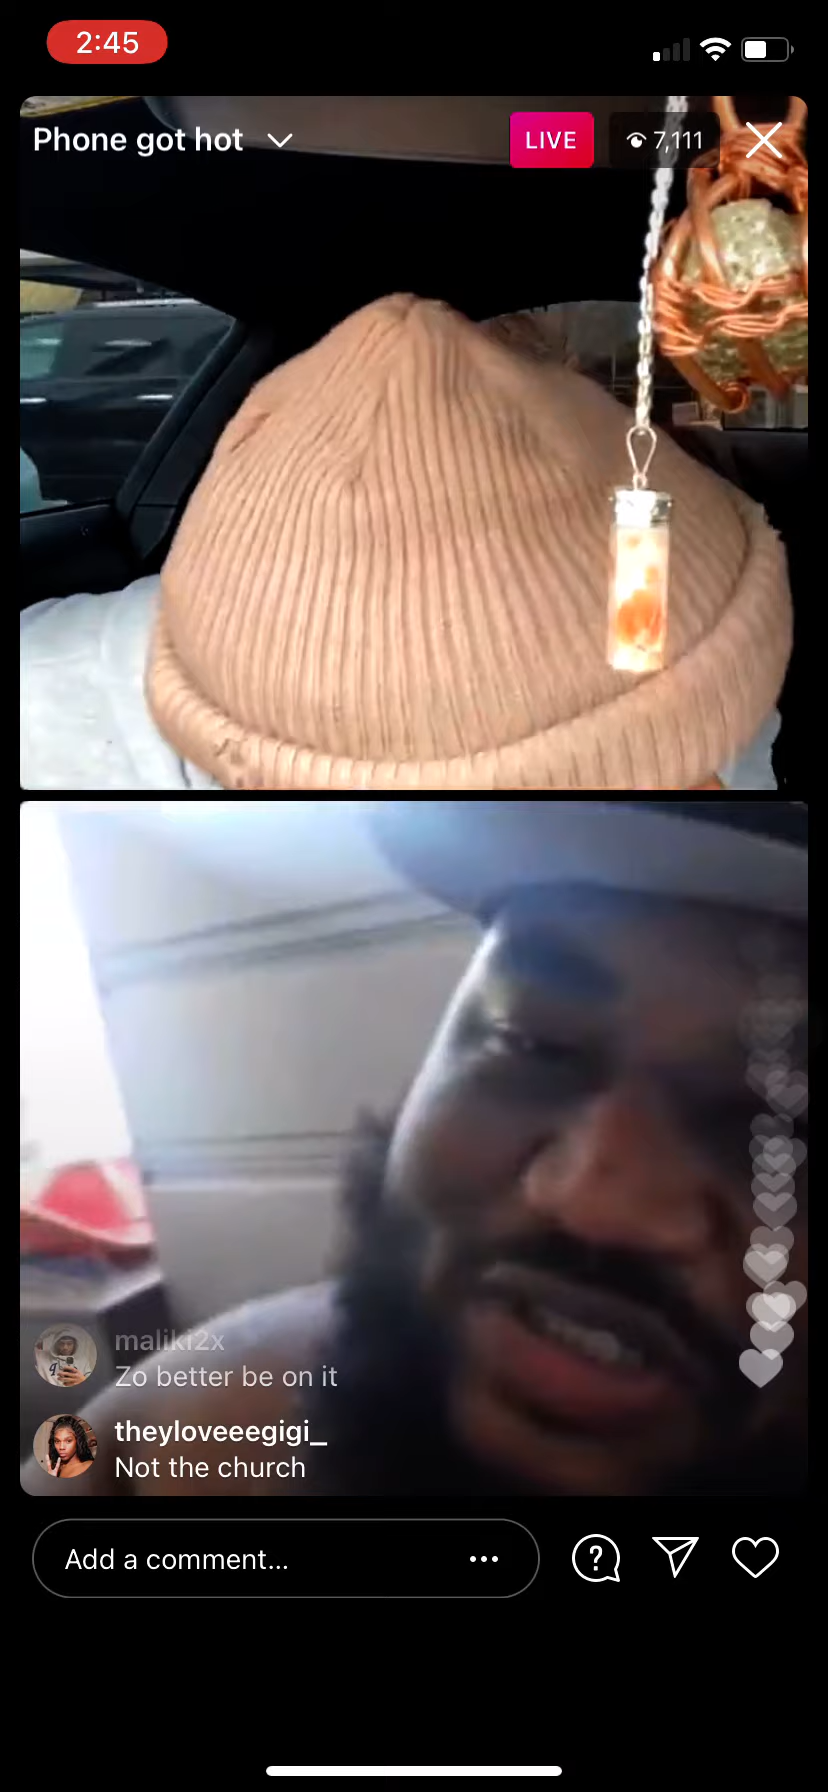 2:45
Phone got hot
LIVE
7,111
maliki2x
Zo better be on it
theyloveeegigi_
Not the church
Add a comment...